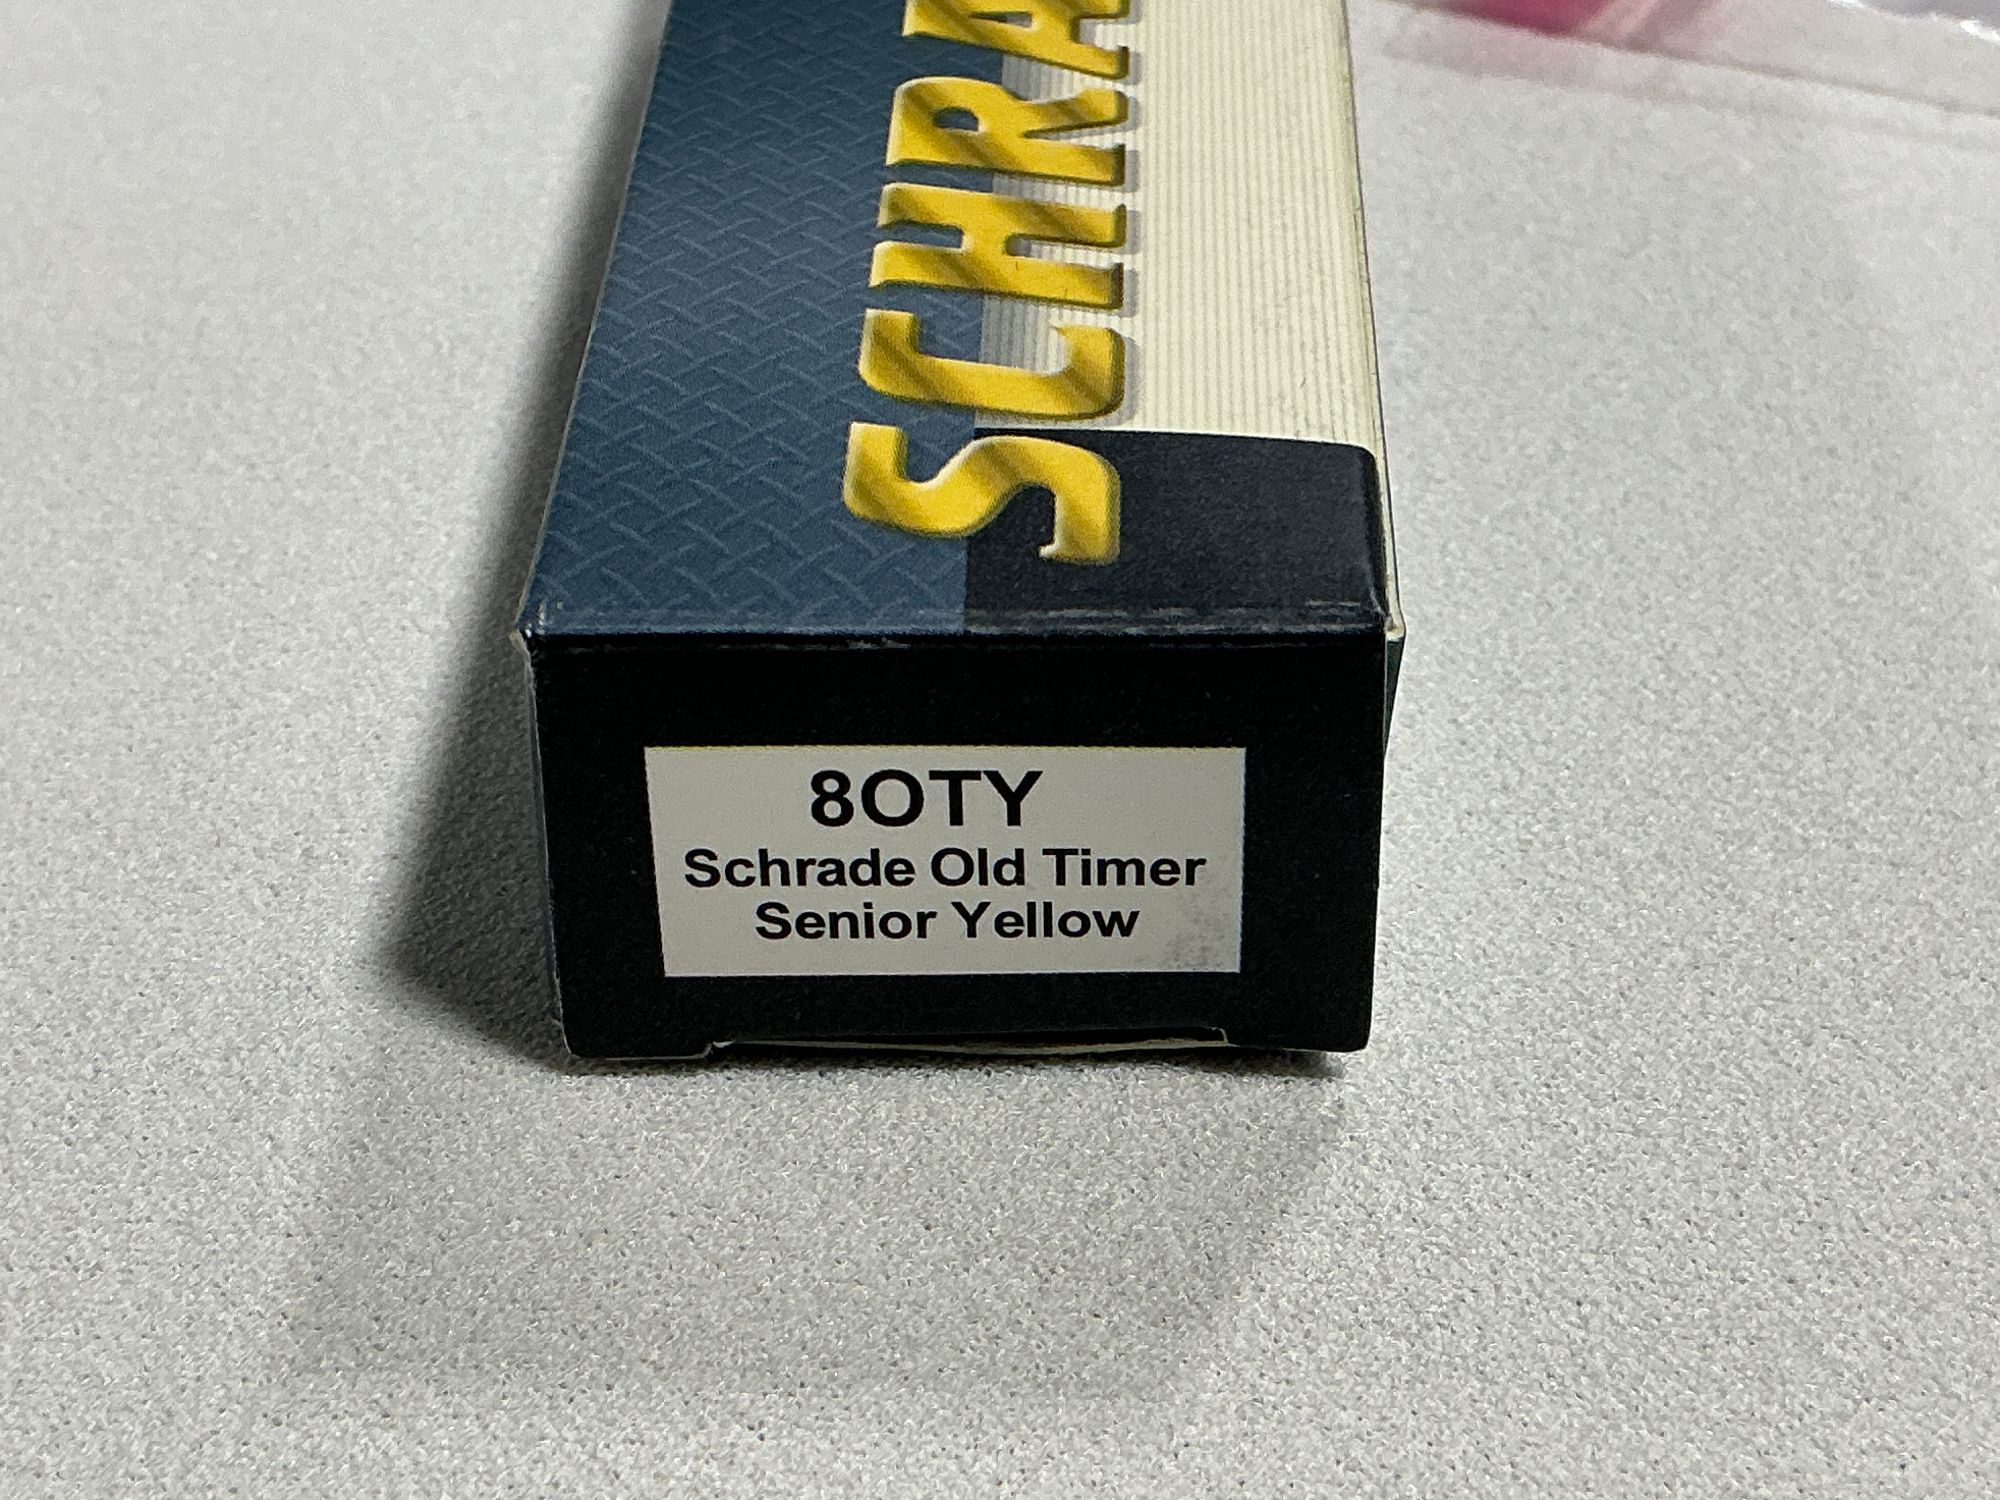 SCHRA
8OTY
Schrade Old Timer
Senior Yellow